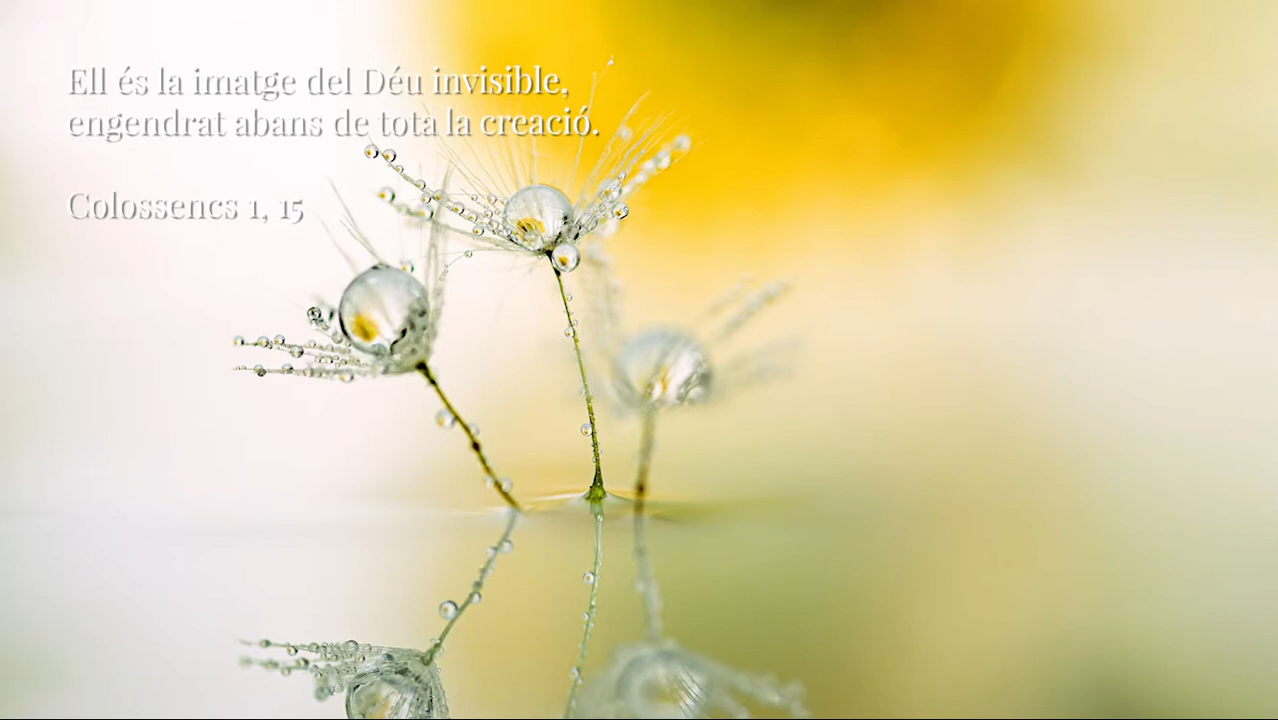 Ell és la imatge del Déu invisible,
engendrat abans de tota la creació.
Colossencs 1, 15